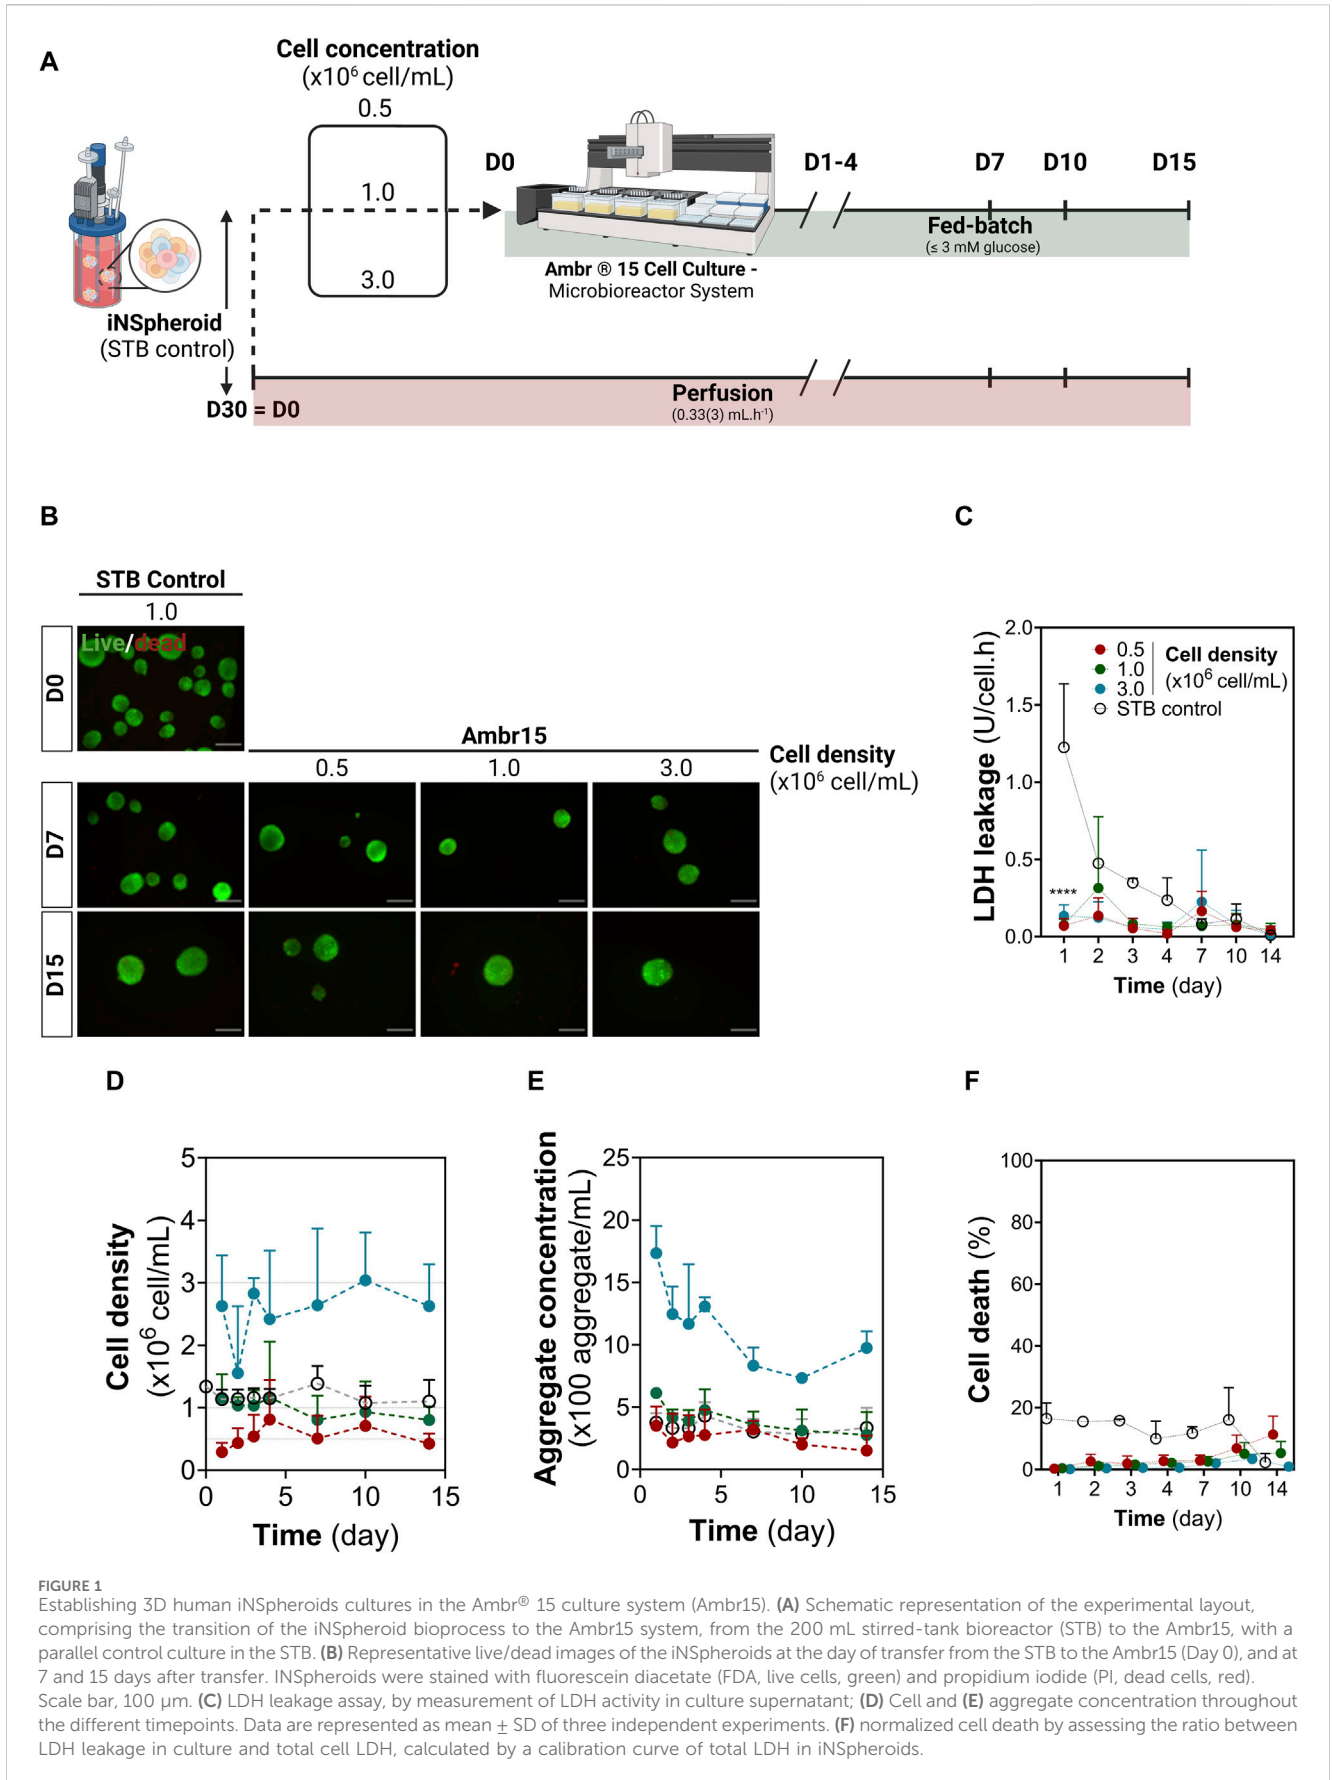 A
Cell concentration
(x10⁶ cell/mL)
0.5
1.0
3.0
D0
D1-4
D7
D10
D15
Fed-batch
(≤ 3 mM glucose)
Ambr ® 15 Cell Culture -
Microbioreactor System
iNSpheroid
(STB control)
D30 = D0
Perfusion
(0.33(3) mL.h⁻¹)
B
STB Control
1.0
Live/dead
D0
Ambr15
0.5
1.0
3.0
Cell density
(x10⁶ cell/mL)
D7
D15
C
LDH leakage (U/cell.h)
2.0
1.5
1.0
0.5
0.0
****
0.5
1.0
3.0
Cell density
(x10⁶ cell/mL)
STB control
1 2 3 4 7 10 14
Time (day)
D
Cell density
(x10⁶ cell/mL)
5
4
3
2
1
0
0 5 10 15
Time (day)
E
Aggregate concentration
(x100 aggregate/mL)
25
20
15
10
5
0
0 5 10 15
Time (day)
F
Cell death (%)
100
80
60
40
20
0
1 2 3 4 7 10 14
Time (day)
FIGURE 1
Establishing 3D human iNSpheroids cultures in the Ambr® 15 culture system (Ambr15). (A) Schematic representation of the experimental layout,
comprising the transition of the iNSpheroid bioprocess to the Ambr15 system, from the 200 mL stirred-tank bioreactor (STB) to the Ambr15, with a
parallel control culture in the STB. (B) Representative live/dead images of the iNSpheroids at the day of transfer from the STB to the Ambr15 (Day 0), and at
7 and 15 days after transfer. INSpheroids were stained with fluorescein diacetate (FDA, live cells, green) and propidium iodide (PI, dead cells, red).
Scale bar, 100 µm. (C) LDH leakage assay, by measurement of LDH activity in culture supernatant; (D) Cell and (E) aggregate concentration throughout
the different timepoints. Data are represented as mean ± SD of three independent experiments. (F) normalized cell death by assessing the ratio between
LDH leakage in culture and total cell LDH, calculated by a calibration curve of total LDH in iNSpheroids.